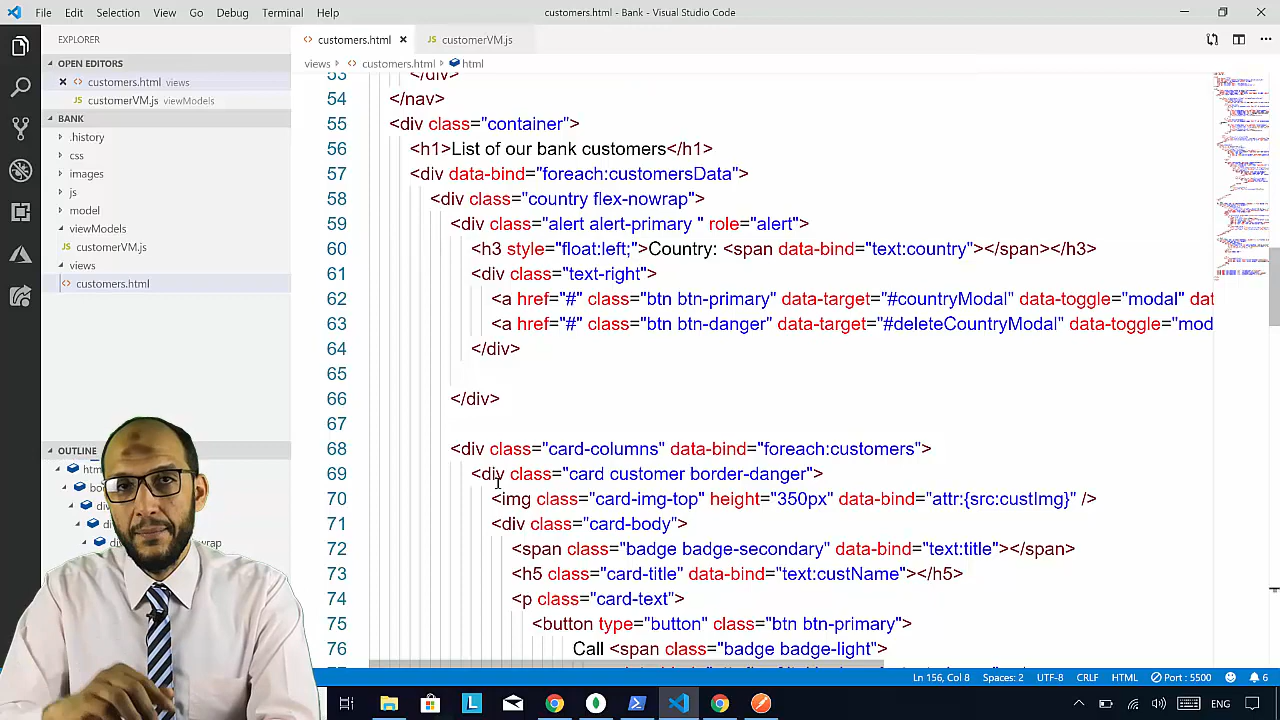 File Edit Selection View Go Debug Terminal Help
customers.html - Bank - Visual Studio Code
EXPLORER
OPEN EDITORS
customers.html views
JS customerVM.js viewModels
BANK
.history
css
images
js
model
viewModels
JS customerVM.js
views
customers.html
OUTLINE
customers.html
JS customerVM.js
views customers.html html
53 </div>
54 </nav>
55 <div class="container">
56 <h1>List of our bank customers</h1>
57 <div data-bind="foreach:customersData">
58 <div class="country flex-nowrap">
59 <div class="alert alert-primary " role="alert">
60 <h3 style="float:left;">Country: <span data-bind="text:country"></span></h3>
61 <div class="text-right">
62 <a href="#" class="btn btn-primary" data-target="#countryModal" data-toggle="modal" dat
63 <a href="#" class="btn btn-danger" data-target="#deleteCountryModal" data-toggle="mod
64 </div>
65
66 </div>
67
68 <div class="card-columns" data-bind="foreach:customers">
69 <div class="card customer border-danger">
70 <img class="card-img-top" height="350px" data-bind="attr:{src:custImg}" />
71 <div class="card-body">
72 <span class="badge badge-secondary" data-bind="text:title"></span>
73 <h5 class="card-title" data-bind="text:custName"></h5>
74 <p class="card-text">
75 <button type="button" class="btn btn-primary">
76 Call <span class="badge badge-light">
Ln 156, Col 8 Spaces: 2 UTF-8 CRLF HTML Port : 5500 6
ENG